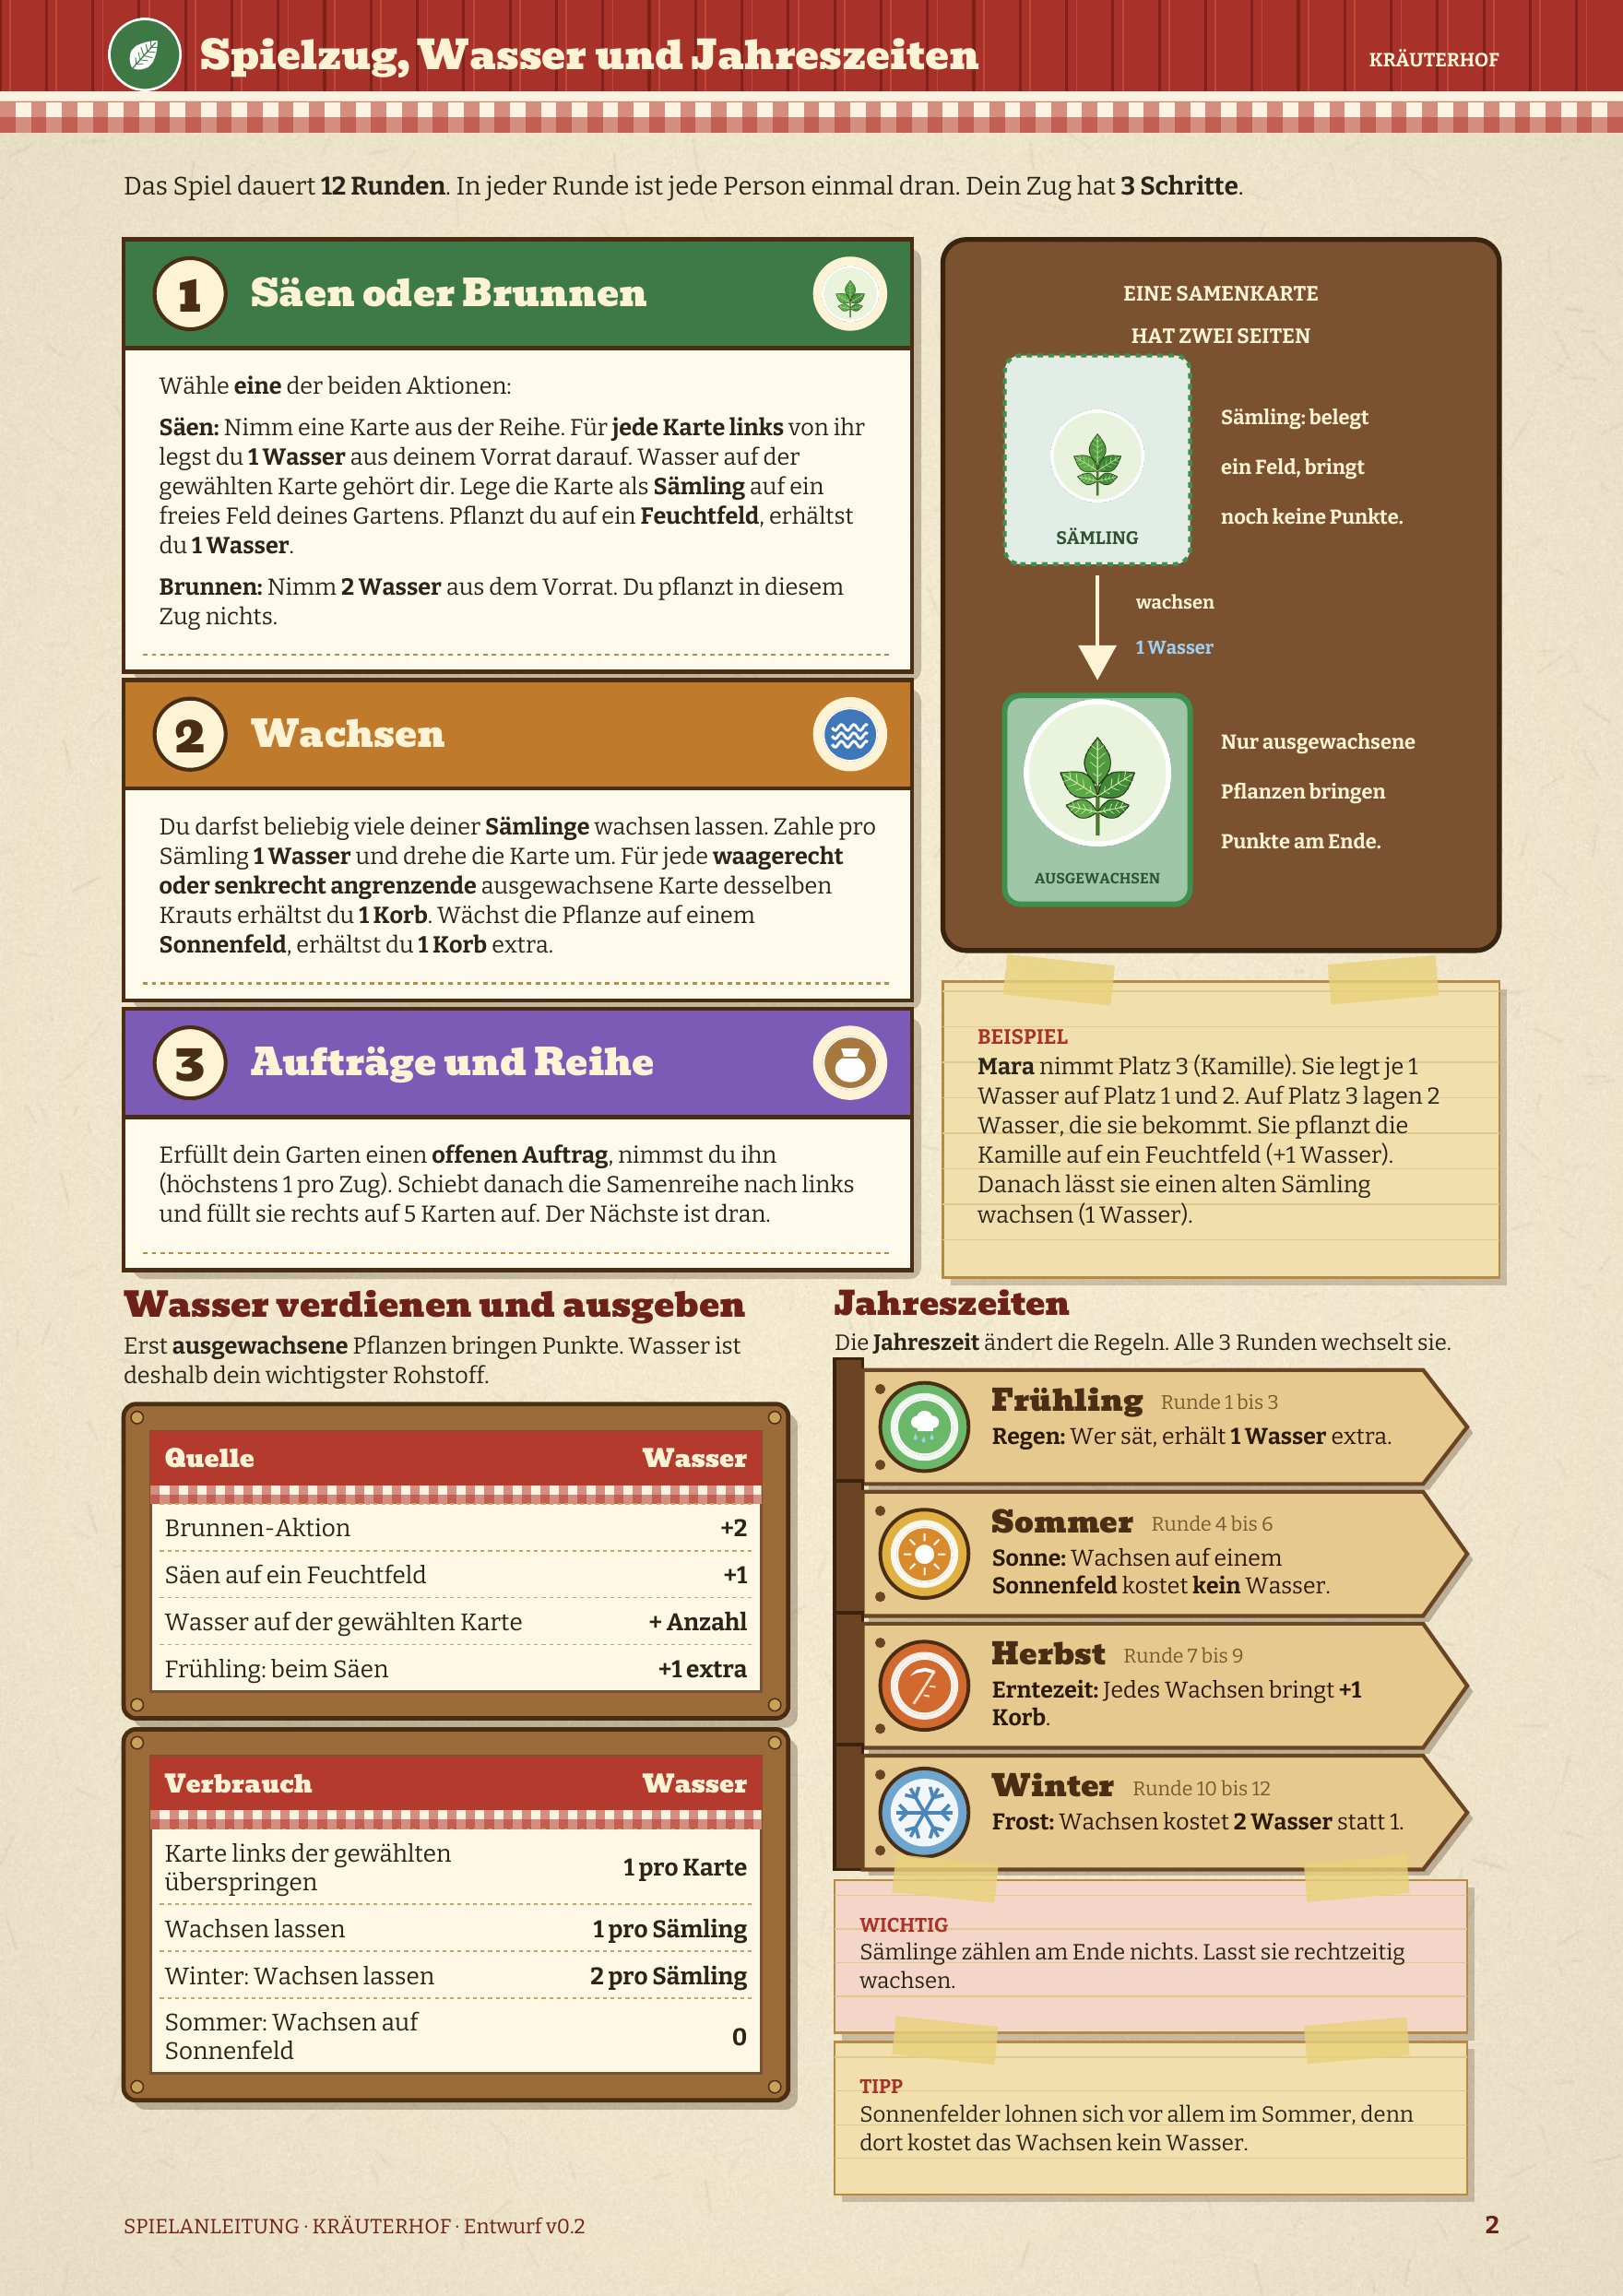 Spielzug, Wasser und Jahreszeiten
KRÄUTERHOF
Das Spiel dauert 12 Runden. In jeder Runde ist jede Person einmal dran. Dein Zug hat 3 Schritte.
1
Säen oder Brunnen
Wähle eine der beiden Aktionen:
Säen: Nimm eine Karte aus der Reihe. Für jede Karte links von ihr
legst du 1 Wasser aus deinem Vorrat darauf. Wasser auf der
gewählten Karte gehört dir. Lege die Karte als Sämling auf ein
freies Feld deines Gartens. Pflanzt du auf ein Feuchtfeld, erhältst
du 1 Wasser.
Brunnen: Nimm 2 Wasser aus dem Vorrat. Du pflanzt in diesem
Zug nichts.
2
Wachsen
Du darfst beliebig viele deiner Sämlinge wachsen lassen. Zahle pro
Sämling 1 Wasser und drehe die Karte um. Für jede waagerecht
oder senkrecht angrenzende ausgewachsene Karte desselben
Krauts erhältst du 1 Korb. Wächst die Pflanze auf einem
Sonnenfeld, erhältst du 1 Korb extra.
3
Aufträge und Reihe
Erfüllt dein Garten einen offenen Auftrag, nimmst du ihn
(höchstens 1 pro Zug). Schiebt danach die Samenreihe nach links
und füllt sie rechts auf 5 Karten auf. Der Nächste ist dran.
EINE SAMENKARTE
HAT ZWEI SEITEN
SÄMLING
Sämling: belegt
ein Feld, bringt
noch keine Punkte.
wachsen
1 Wasser
AUSGEWACHSEN
Nur ausgewachsene
Pflanzen bringen
Punkte am Ende.
BEISPIEL
Mara nimmt Platz 3 (Kamille). Sie legt je 1
Wasser auf Platz 1 und 2. Auf Platz 3 lagen 2
Wasser, die sie bekommt. Sie pflanzt die
Kamille auf ein Feuchtfeld (+1 Wasser).
Danach lässt sie einen alten Sämling
wachsen (1 Wasser).
Wasser verdienen und ausgeben
Erst ausgewachsene Pflanzen bringen Punkte. Wasser ist
deshalb dein wichtigster Rohstoff.
Quelle Wasser
Brunnen-Aktion +2
Säen auf ein Feuchtfeld +1
Wasser auf der gewählten Karte + Anzahl
Frühling: beim Säen +1 extra
Verbrauch Wasser
Karte links der gewählten
überspringen 1 pro Karte
Wachsen lassen 1 pro Sämling
Winter: Wachsen lassen 2 pro Sämling
Sommer: Wachsen auf
Sonnenfeld 0
Jahreszeiten
Die Jahreszeit ändert die Regeln. Alle 3 Runden wechselt sie.
Frühling Runde 1 bis 3
Regen: Wer sät, erhält 1 Wasser extra.
Sommer Runde 4 bis 6
Sonne: Wachsen auf einem
Sonnenfeld kostet kein Wasser.
Herbst Runde 7 bis 9
Erntezeit: Jedes Wachsen bringt +1
Korb.
Winter Runde 10 bis 12
Frost: Wachsen kostet 2 Wasser statt 1.
WICHTIG
Sämlinge zählen am Ende nichts. Lasst sie rechtzeitig
wachsen.
TIPP
Sonnenfelder lohnen sich vor allem im Sommer, denn
dort kostet das Wachsen kein Wasser.
SPIELANLEITUNG · KRÄUTERHOF · Entwurf v0.2
2